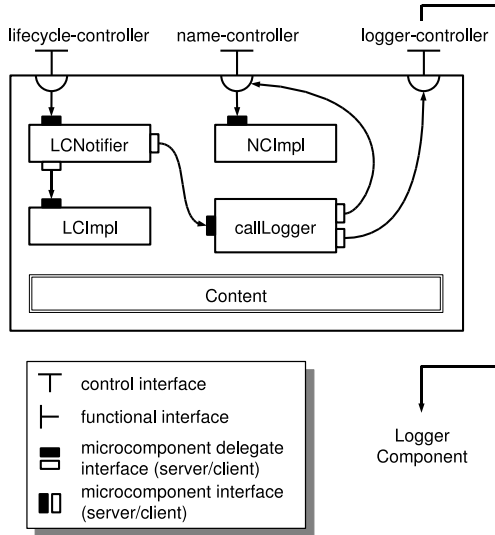 lifecycle-controller name-controller logger-controller
LCNotifier NCImpl
LCImpl callLogger
Content
control interface
functional interface
microcomponent delegate
interface (server/client)
microcomponent interface
(server/client)
Logger
Component